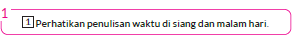 1
1 Perhatikan penulisan waktu di siang dan malam hari.